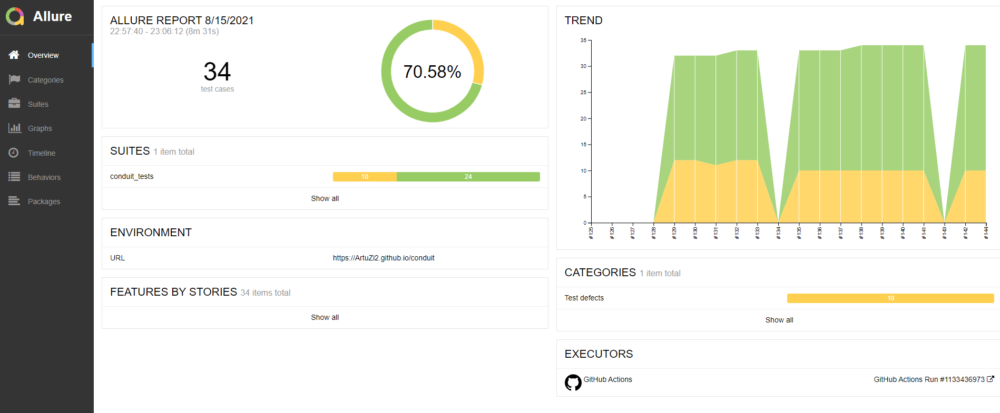 Allure
Overview
Categories
Suites
Graphs
Timeline
Behaviors
Packages
ALLURE REPORT 8/15/2021
22:57:40 - 23:06:12 (8m 31s)
34
test cases
70.58%
SUITES 1 item total
conduit_tests 10 24
Show all
ENVIRONMENT
URL https://ArtuZi2.github.io/conduit
FEATURES BY STORIES 34 items total
Show all
TREND
35
30
25
20
15
10
5
0
#125 #126 #127 #128 #129 #130 #131 #132 #133 #134 #135 #136 #137 #138 #139 #140 #141 #143 #142 #144
CATEGORIES 1 item total
Test defects 10
Show all
EXECUTORS
GitHub Actions GitHub Actions Run #1133436973